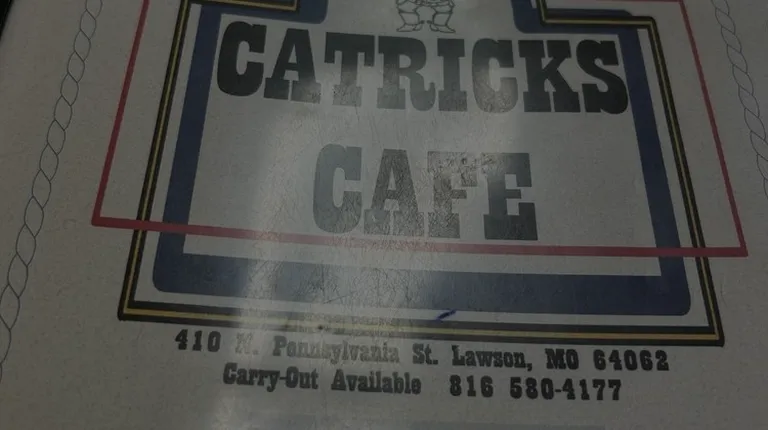 CATRICKS
CAFE
410 N. Pennsylvania St. Lawson, MO 64062
Carry-Out Available 816 580-4177